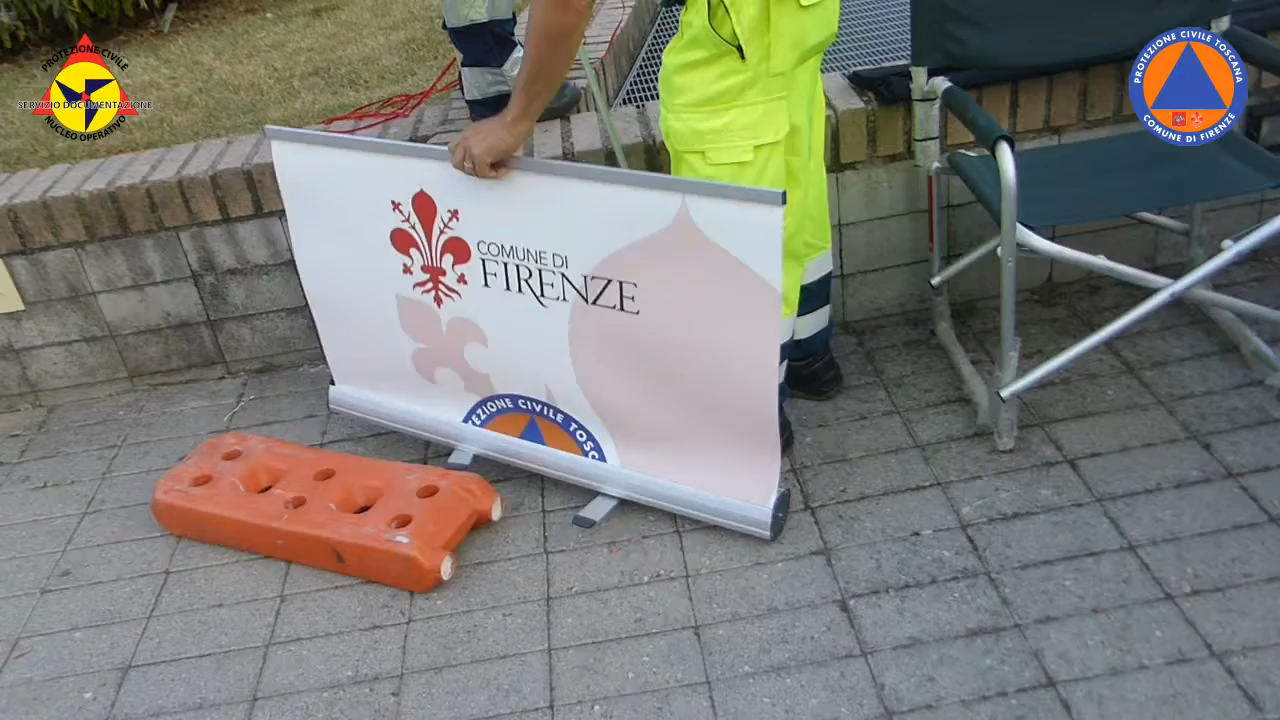 PROTEZIONE CIVILE
SERVIZIO DOCUMENTAZIONE
NUCLEO OPERATIVO
PROTEZIONE CIVILE TOSCANA
COMUNE DI FIRENZE
COMUNE DI
FIRENZE
TEZIONE CIVILE TOSC